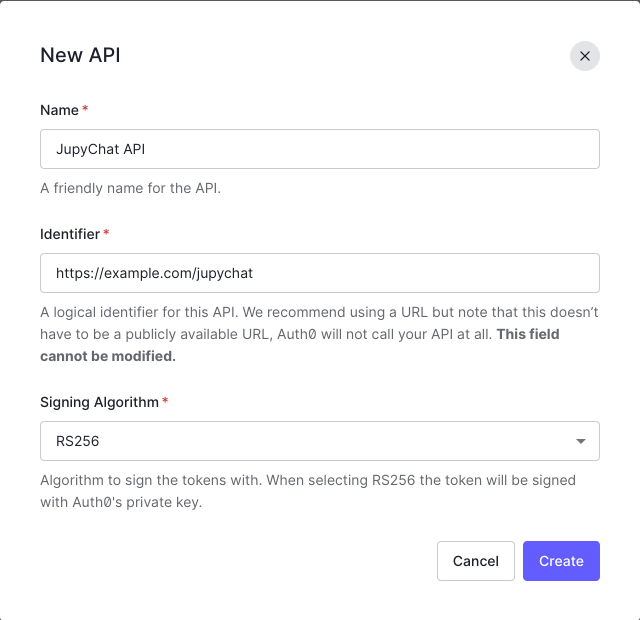 New API
Name *
JupyChat API
A friendly name for the API.
Identifier *
https://example.com/jupychat
A logical identifier for this API. We recommend using a URL but note that this doesn’t
have to be a publicly available URL, Auth0 will not call your API at all. This field
cannot be modified.
Signing Algorithm *
RS256
Algorithm to sign the tokens with. When selecting RS256 the token will be signed
with Auth0's private key.
Cancel Create